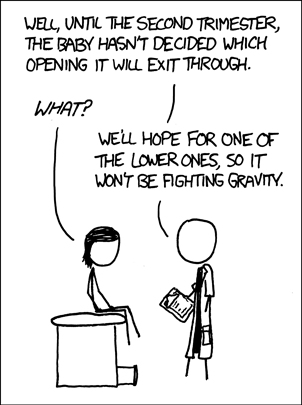 WELL, UNTIL THE SECOND TRIMESTER,
THE BABY HASN'T DECIDED WHICH
OPENING IT WILL EXIT THROUGH.
WHAT?
WE'LL HOPE FOR ONE OF
THE LOWER ONES, SO IT
WON'T BE FIGHTING GRAVITY.